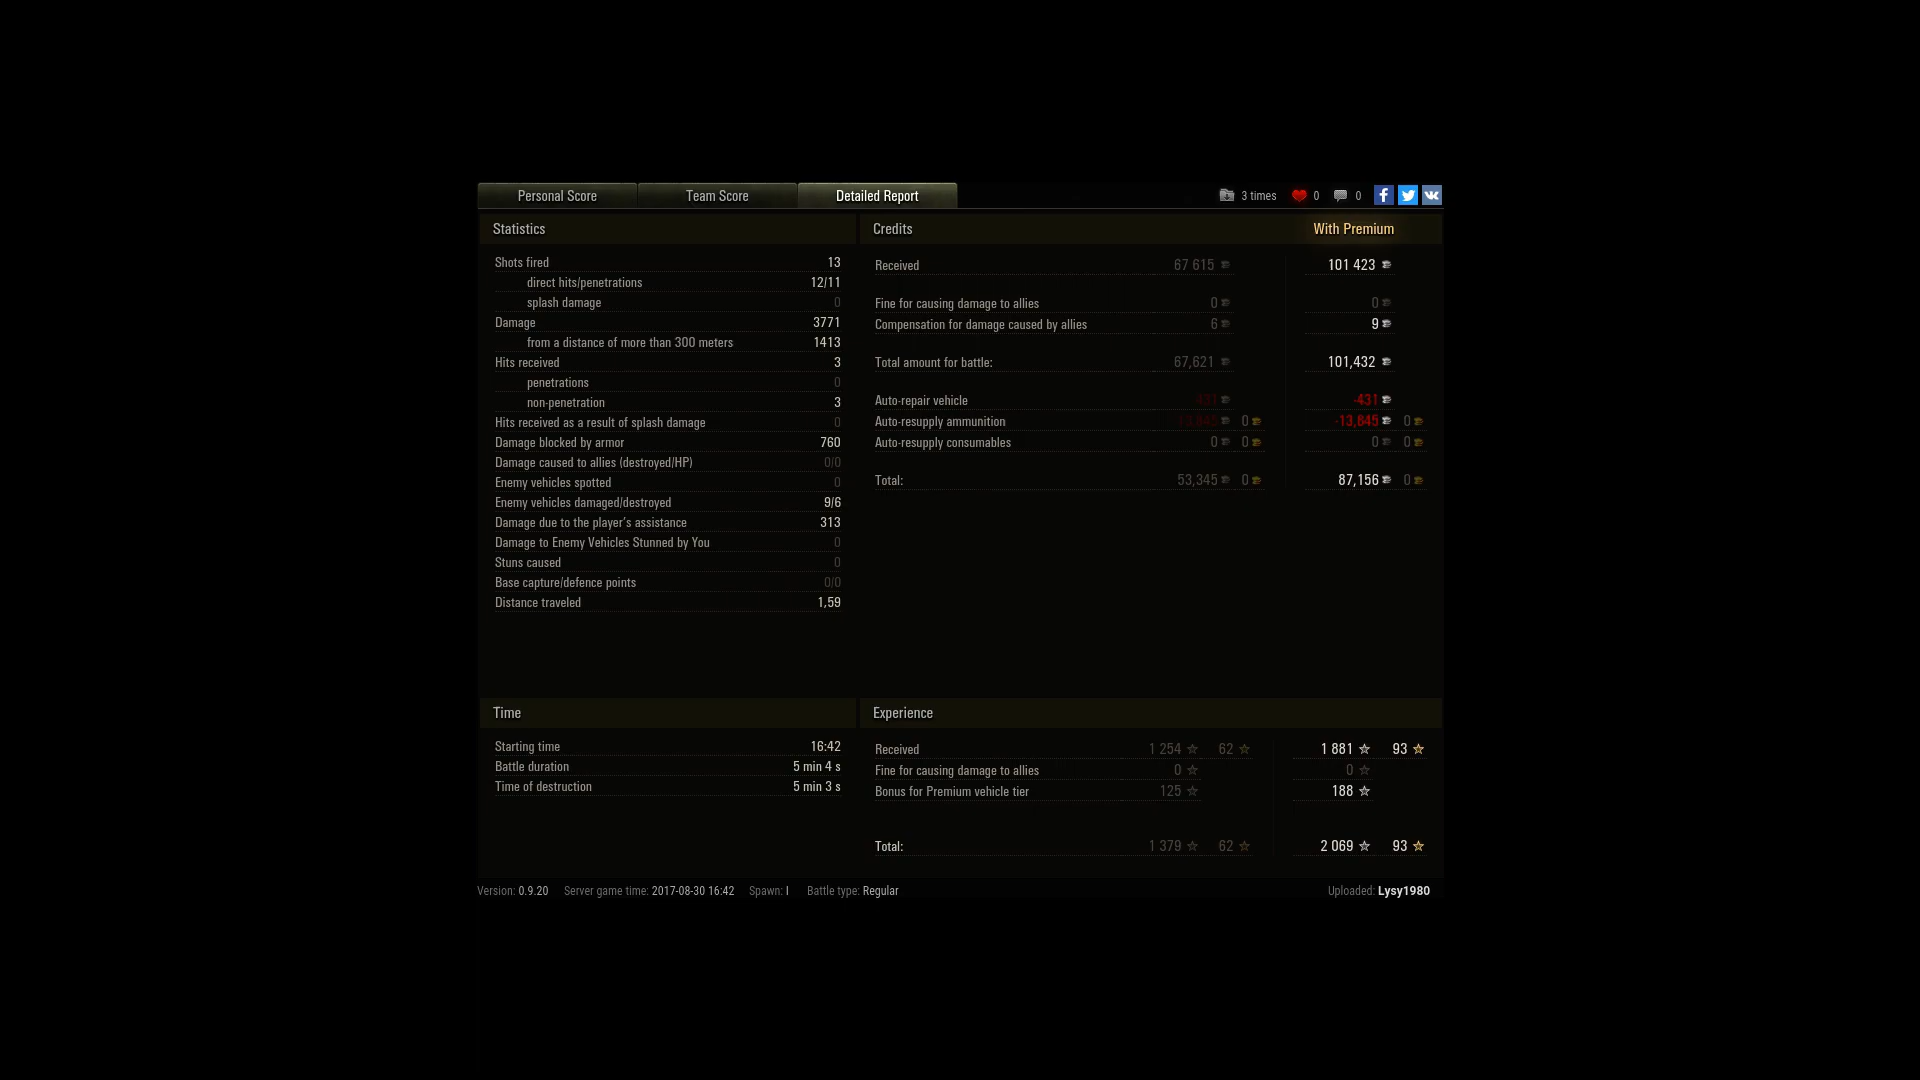 Personal Score Team Score Detailed Report 3 times 0 0
Statistics
Shots fired 13
direct hits/penetrations 12/11
splash damage 0
Damage 3771
from a distance of more than 300 meters 1413
Hits received 3
penetrations 0
non-penetration 3
Hits received as a result of splash damage 0
Damage blocked by armor 760
Damage caused to allies (destroyed/HP) 0/0
Enemy vehicles spotted 0
Enemy vehicles damaged/destroyed 9/6
Damage due to the player's assistance 313
Damage to Enemy Vehicles Stunned by You 0
Stuns caused 0
Base capture/defence points 0/0
Distance traveled 1,59
Credits With Premium
Received 67 615 101 423
Fine for causing damage to allies 0 0
Compensation for damage caused by allies 6 9
Total amount for battle: 67,621 101,432
Auto-repair vehicle -431 -431
Auto-resupply ammunition -13,845 0 -13,845 0
Auto-resupply consumables 0 0 0 0
Total: 53,345 0 87,156 0
Time
Starting time 16:42
Battle duration 5 min 4 s
Time of destruction 5 min 3 s
Experience
Received 1 254 62 1 881 93
Fine for causing damage to allies 0 0
Bonus for Premium vehicle tier 125 188
Total: 1 379 62 2 069 93
Version: 0.9.20 Server game time: 2017-08-30 16:42 Spawn: I Battle type: Regular Uploaded: Lysy1980